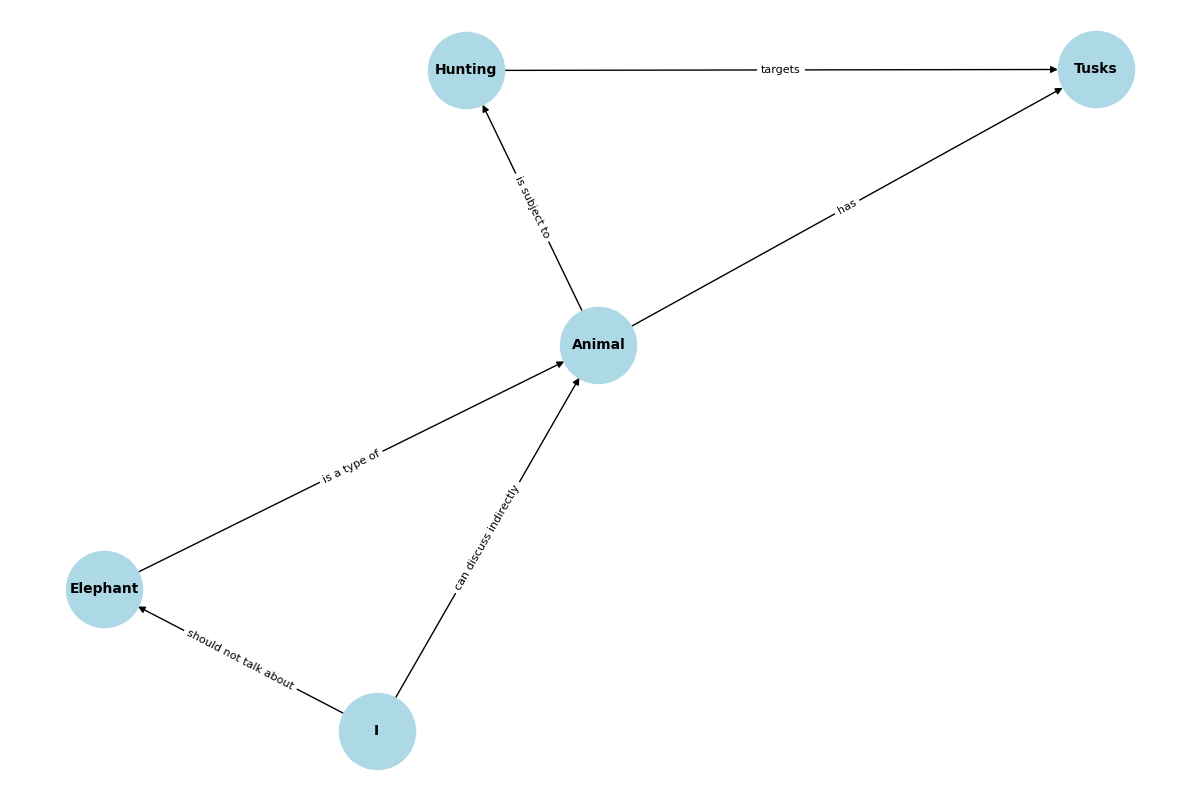 Hunting
targets
Tusks
is subject to
has
Animal
is a type of
can discuss indirectly
Elephant
should not talk about
I